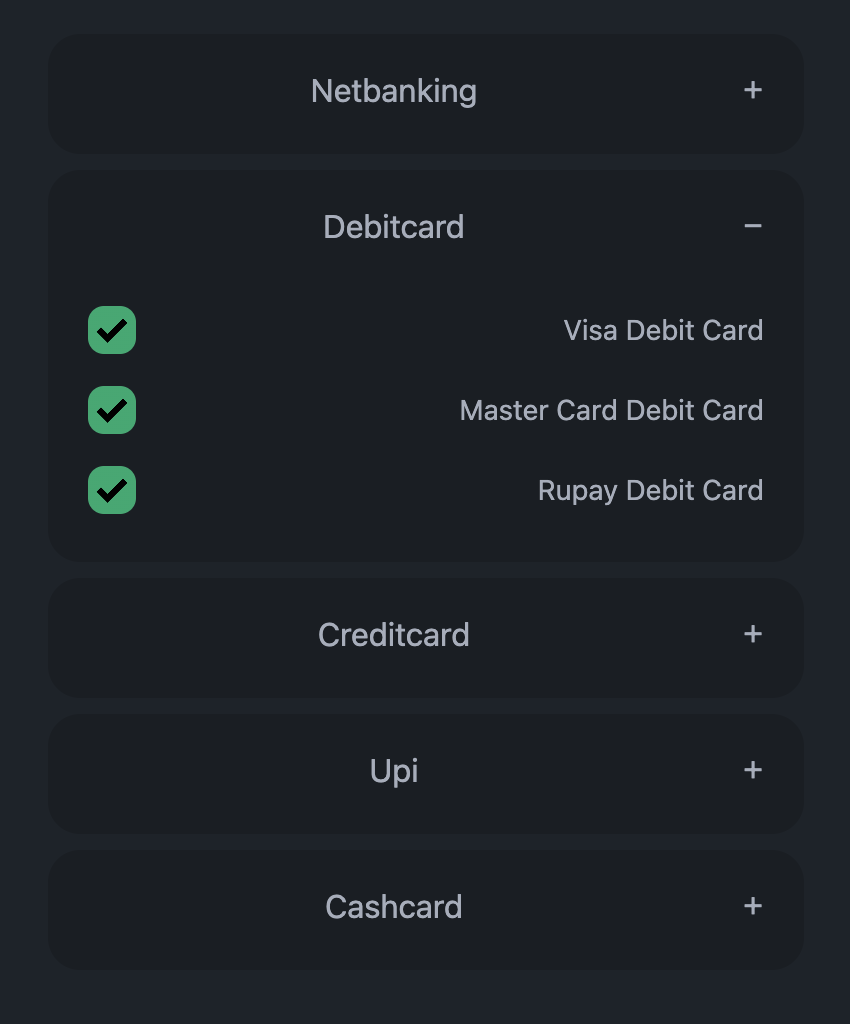 Netbanking +
Debitcard −
Visa Debit Card
Master Card Debit Card
Rupay Debit Card
Creditcard +
Upi +
Cashcard +